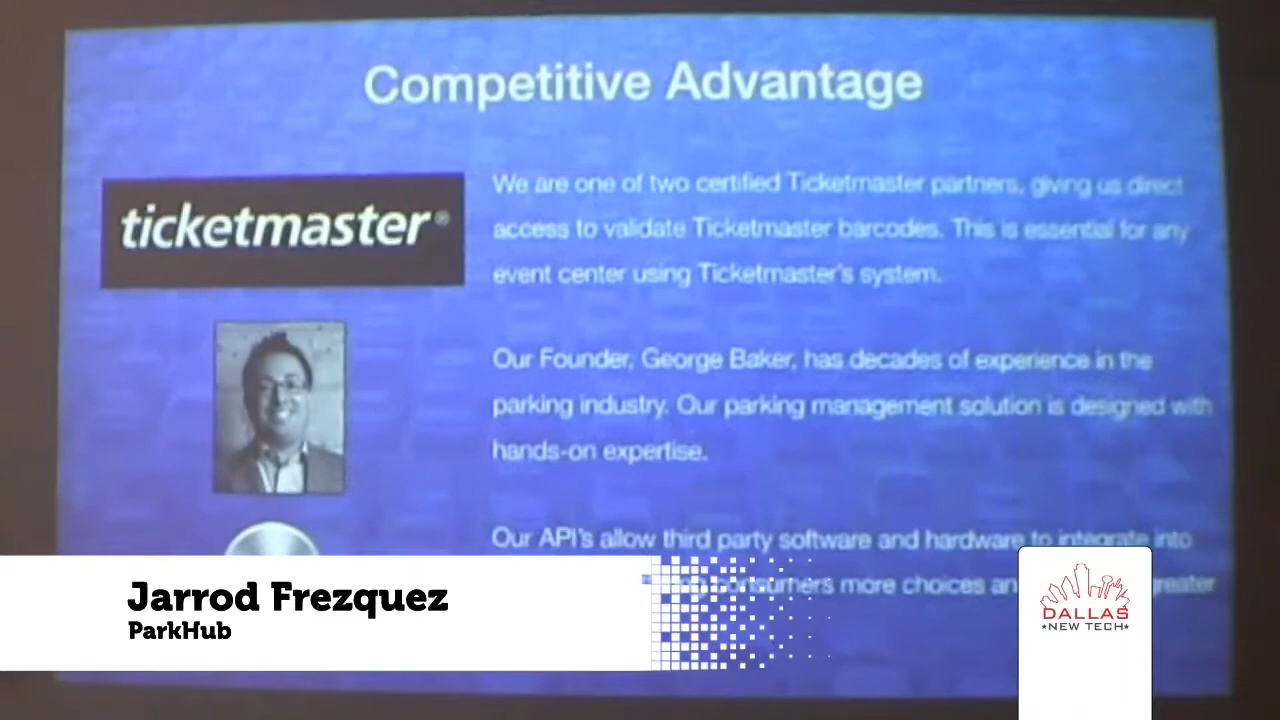 Competitive Advantage
ticketmaster®
We are one of two certified Ticketmaster partners, giving us direct
access to validate Ticketmaster barcodes. This is essential for any
event center using Ticketmaster's system.
Our Founder, George Baker, has decades of experience in the
parking industry. Our parking management solution is designed with
hands-on expertise.
Our API's allow third party software and hardware to integrate into
consumers more choices an greater
Jarrod Frezquez
ParkHub
DALLAS
★NEW TECH★